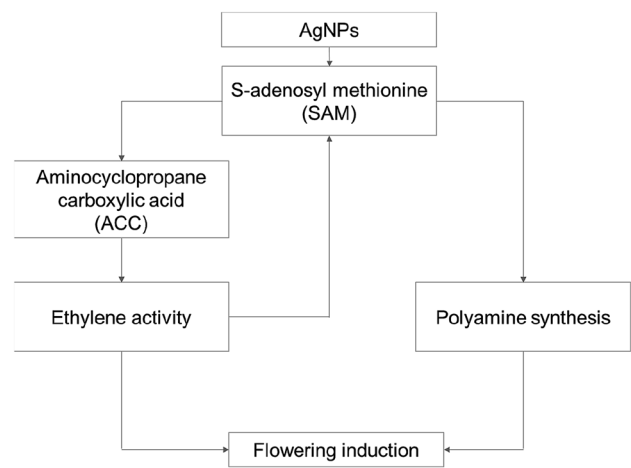 AgNPs
S-adenosyl methionine
(SAM)
Aminocyclopropane
carboxylic acid
(ACC)
Ethylene activity
Polyamine synthesis
Flowering induction